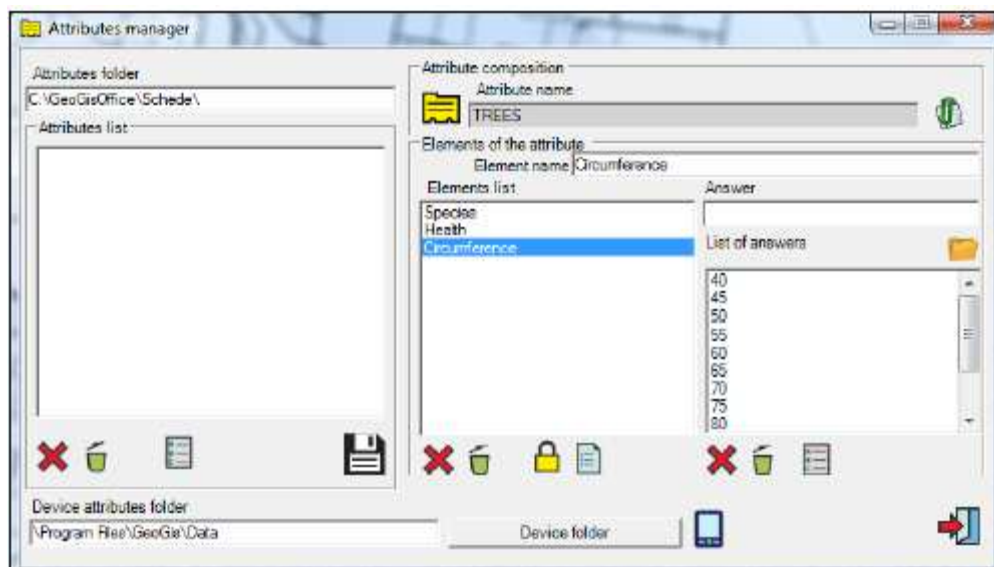 Attributes manager
Attributes folder
C:\GeoGisOffice\Schede\
Attributes list
Attribute composition
Attribute name
TREES
Elements of the attribute
Element name Circumference
Elements list
Species
Health
Circumference
Answer
List of answers
40
45
50
55
60
65
70
75
80
Device attributes folder
\Program Files\GeoGis\Data
Device folder